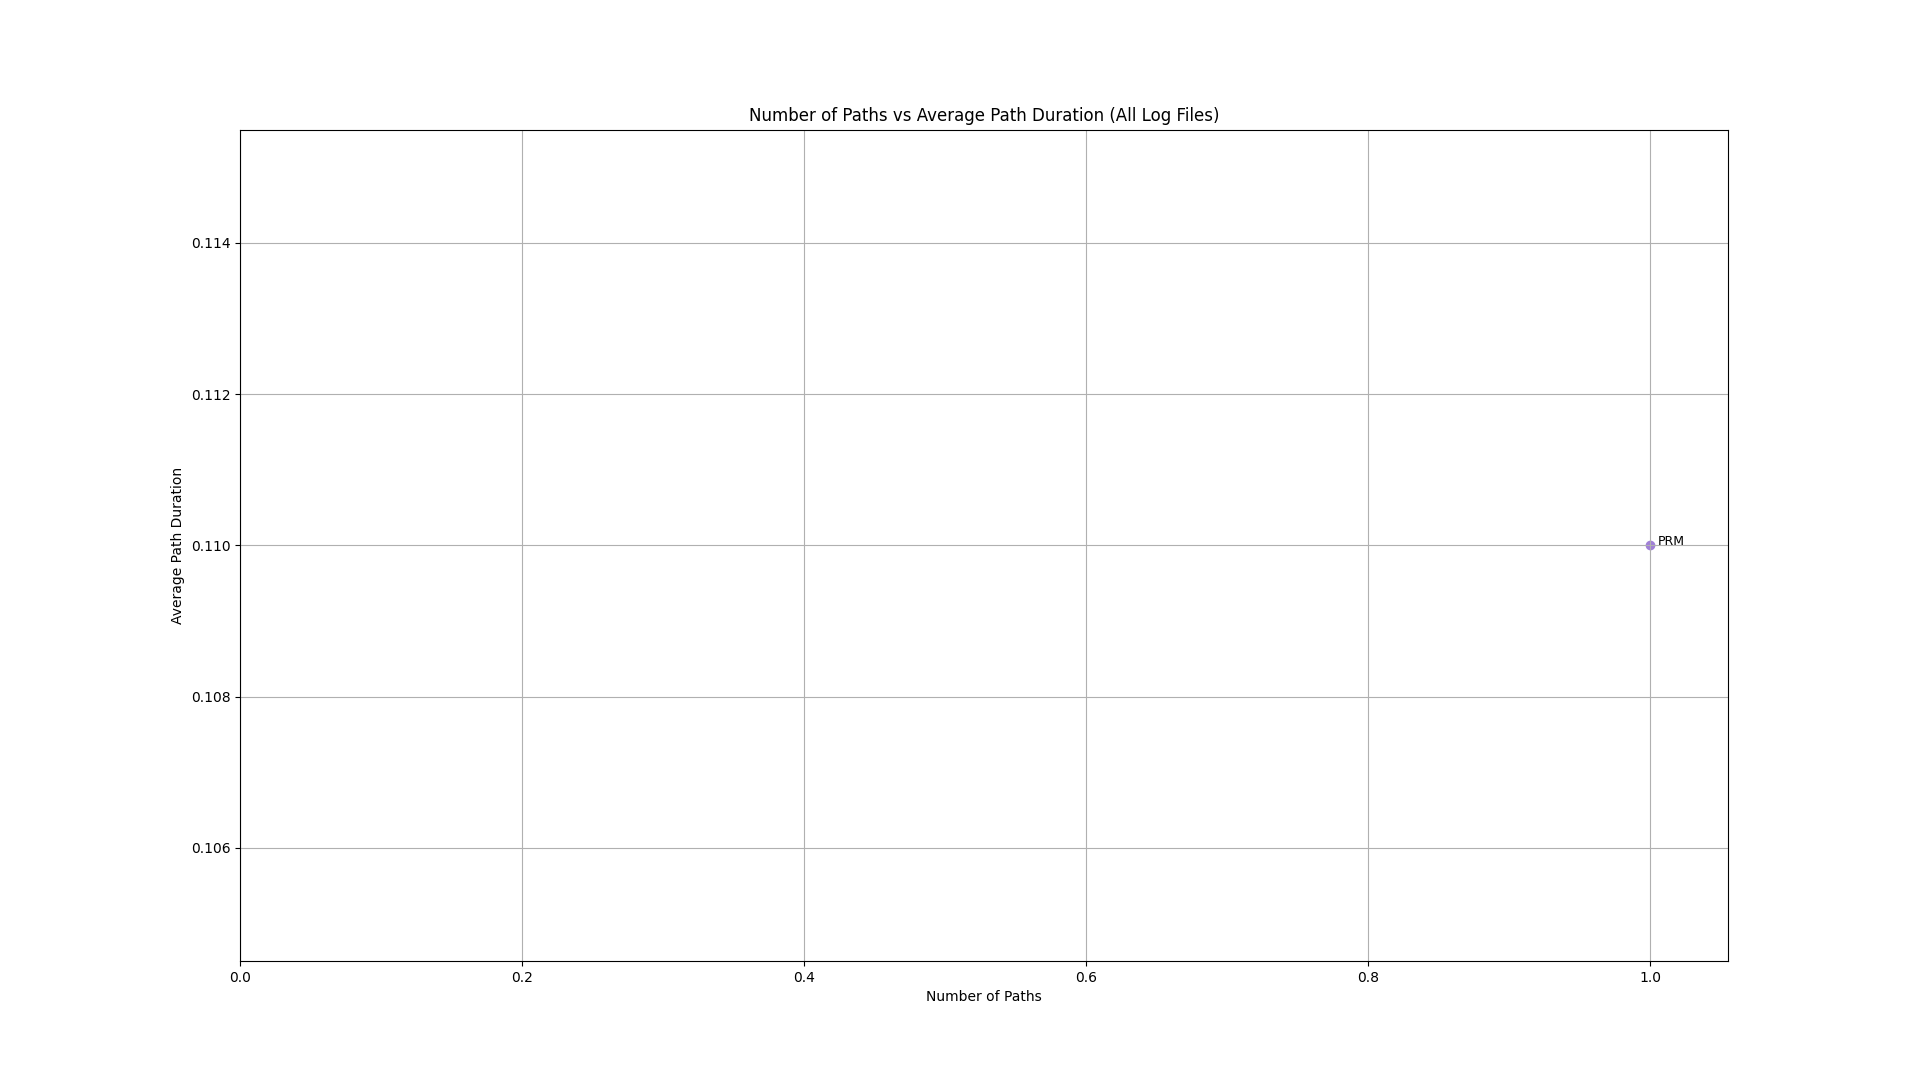 Number of Paths vs Average Path Duration (All Log Files)
0.114
0.112
0.110
0.108
0.106
Average Path Duration
PRM
0.0 0.2 0.4 0.6 0.8 1.0
Number of Paths